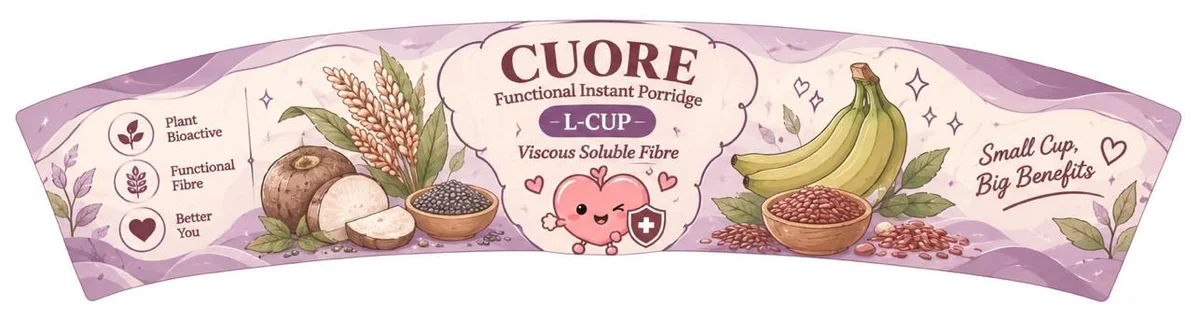 Plant
Bioactive
Functional
Fibre
Better
You
CUORE
Functional Instant Porridge
– L-CUP –
Viscous Soluble Fibre
Small Cup,
Big Benefits